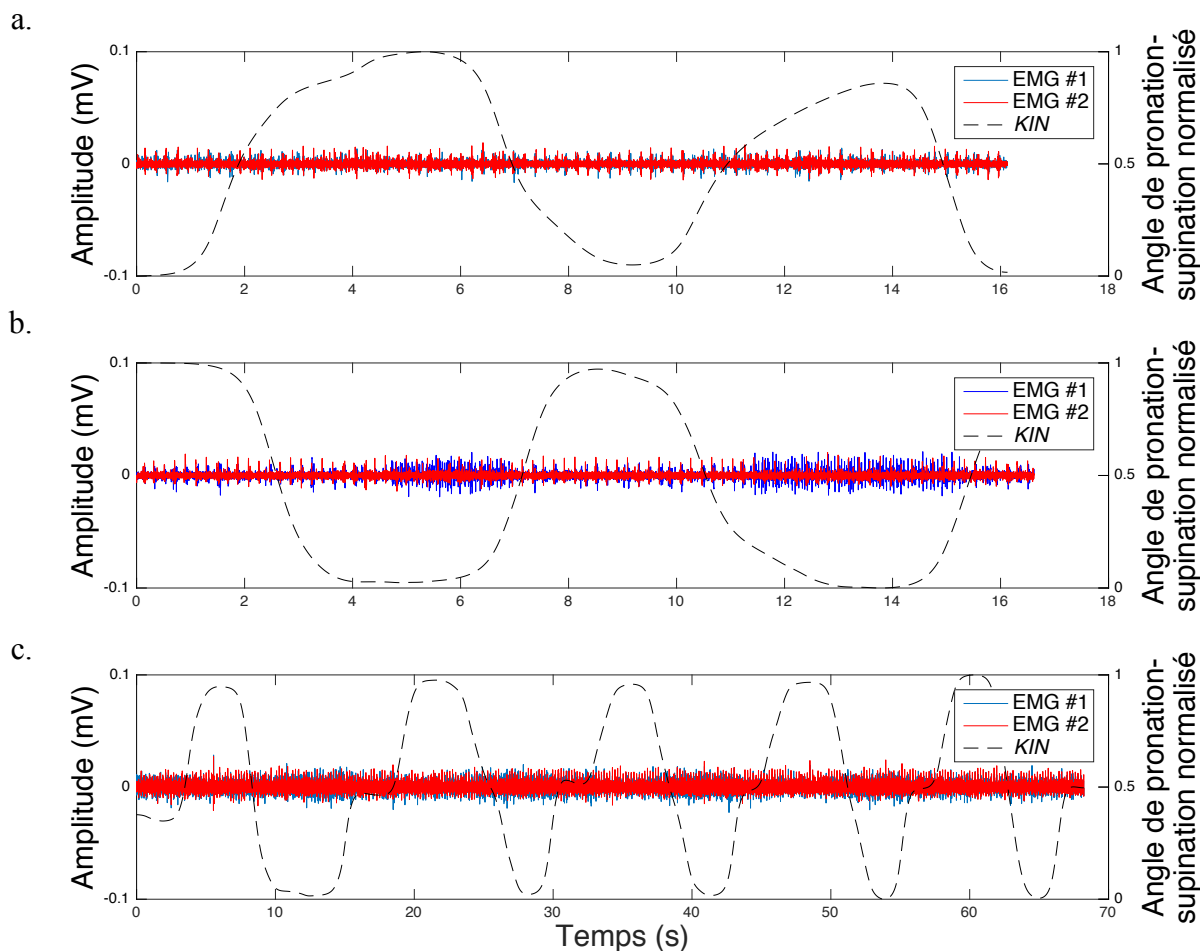 a.
Amplitude (mV)
0.1
0
-0.1
0 2 4 6 8 10 12 14 16 18
1
0.5
0
Angle de pronation-
supination normalisé
EMG #1
EMG #2
KIN
b.
Amplitude (mV)
0.1
0
-0.1
0 2 4 6 8 10 12 14 16 18
1
0.5
0
Angle de pronation-
supination normalisé
EMG #1
EMG #2
KIN
c.
Amplitude (mV)
0.1
0
-0.1
0 10 20 30 40 50 60 70
1
0.5
0
Angle de pronation-
supination normalisé
EMG #1
EMG #2
KIN
Temps (s)